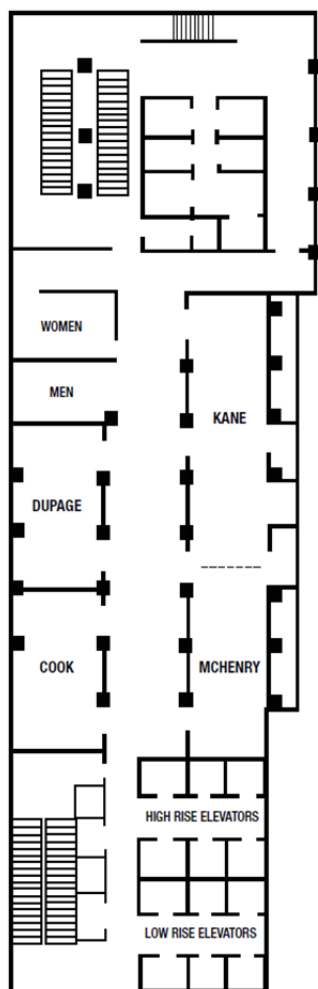 WOMEN
MEN
KANE
DUPAGE
COOK
MCHENRY
HIGH RISE ELEVATORS
LOW RISE ELEVATORS